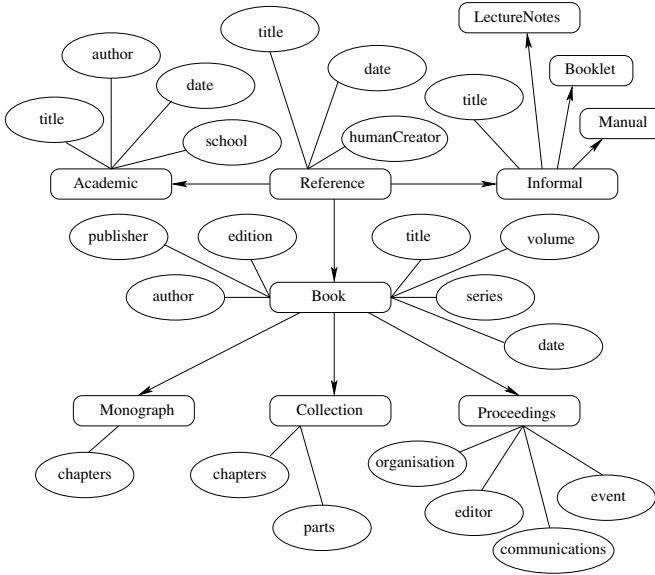 LectureNotes
title
author
Booklet
date
date
title
title
Manual
school
humanCreator
Academic
Reference
Informal
publisher
edition
title
volume
author
Book
series
date
Monograph
Collection
Proceedings
chapters
chapters
organisation
event
editor
parts
communications